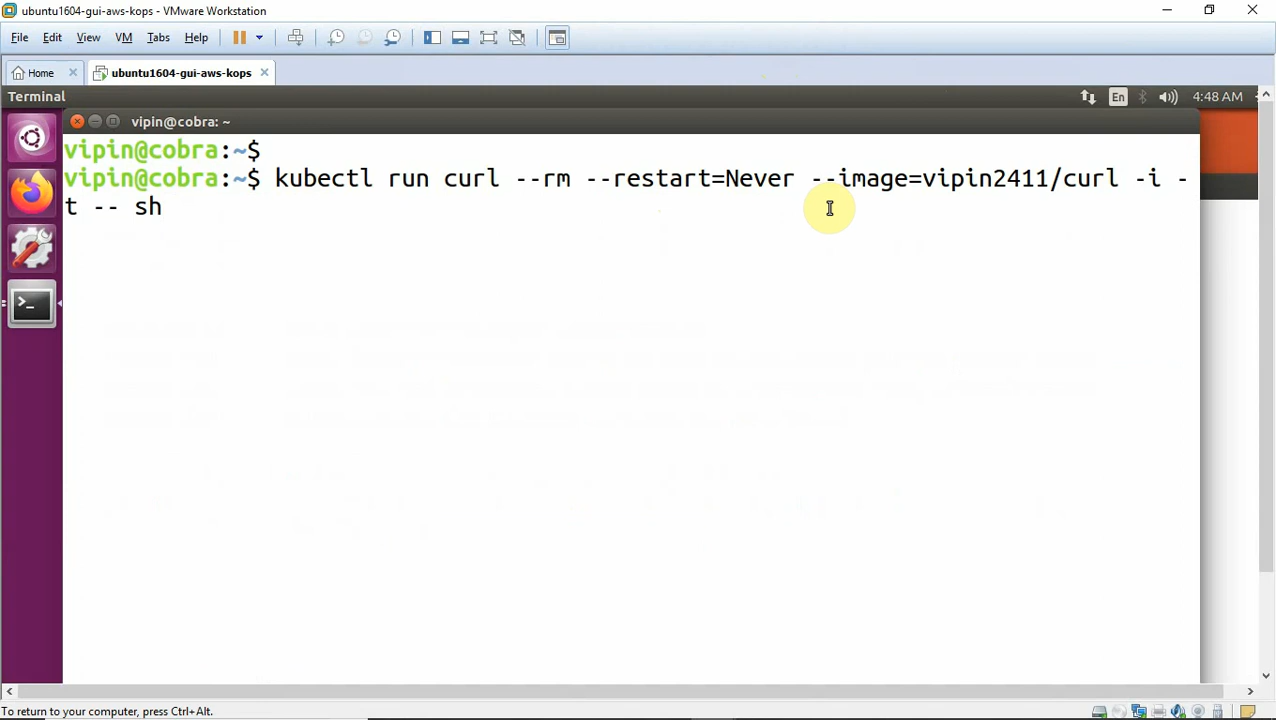 ubuntu1604-gui-aws-kops - VMware Workstation
File Edit View VM Tabs Help
Home ubuntu1604-gui-aws-kops
Terminal En 4:48 AM
vipin@cobra: ~
vipin@cobra:~$
vipin@cobra:~$ kubectl run curl --rm --restart=Never --image=vipin2411/curl -i -
t -- sh
To return to your computer, press Ctrl+Alt.